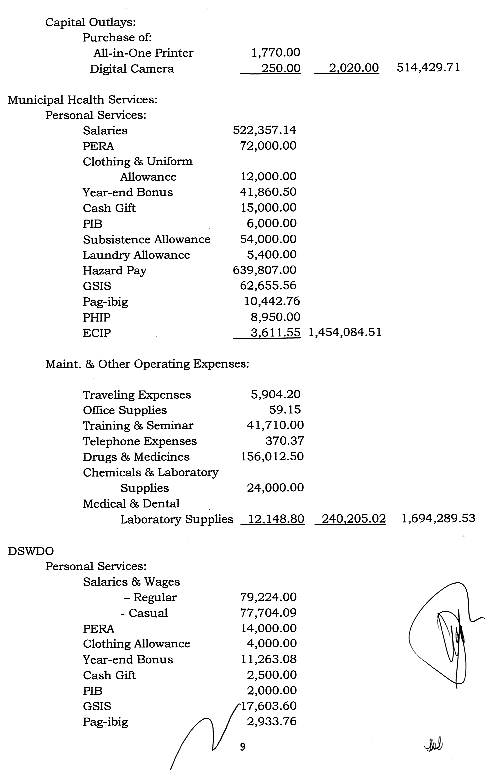 Capital Outlays:
Purchase of:
All-in-One Printer 1,770.00
Digital Camera 250.00 2,020.00 514,429.71
Municipal Health Services:
Personal Services:
Salaries 522,357.14
PERA 72,000.00
Clothing & Uniform
Allowance 12,000.00
Year-end Bonus 41,860.50
Cash Gift 15,000.00
PIB 6,000.00
Subsistence Allowance 54,000.00
Laundry Allowance 5,400.00
Hazard Pay 639,807.00
GSIS 62,655.56
Pag-ibig 10,442.76
PHIP 8,950.00
ECIP 3,611.55 1,454,084.51
Maint. & Other Operating Expenses:
Traveling Expenses 5,904.20
Office Supplies 59.15
Training & Seminar 41,710.00
Telephone Expenses 370.37
Drugs & Medicines 156,012.50
Chemicals & Laboratory
Supplies 24,000.00
Medical & Dental
Laboratory Supplies 12,148.80 240,205.02 1,694,289.53
DSWDO
Personal Services:
Salaries & Wages
– Regular 79,224.00
- Casual 77,704.09
PERA 14,000.00
Clothing Allowance 4,000.00
Year-end Bonus 11,263.08
Cash Gift 2,500.00
PIB 2,000.00
GSIS 17,603.60
Pag-ibig 2,933.76
9